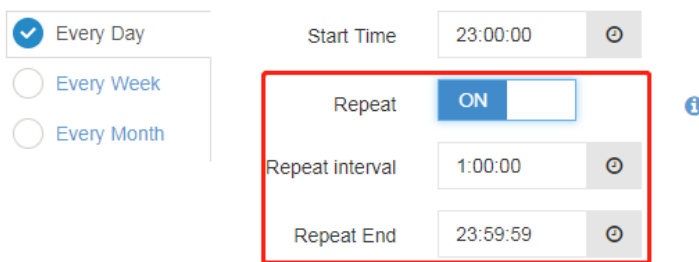 Every Day
Every Week
Every Month
Start Time 23:00:00
Repeat ON
Repeat interval 1:00:00
Repeat End 23:59:59